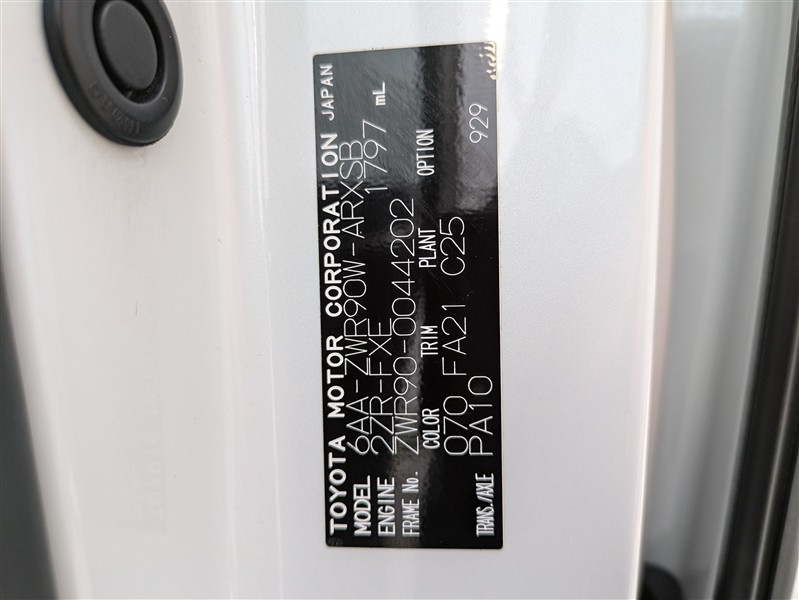 TOYOTA MOTOR CORPORATION JAPAN
MODEL 6AA-ZWR90W-ARXSB
ENGINE 2ZR-FXE 1797 mL
FRAME No. ZWR90-0044202
COLOR TRIM PLANT OPTION
070 FA21 C25
TRANS./AXLE PA10 929